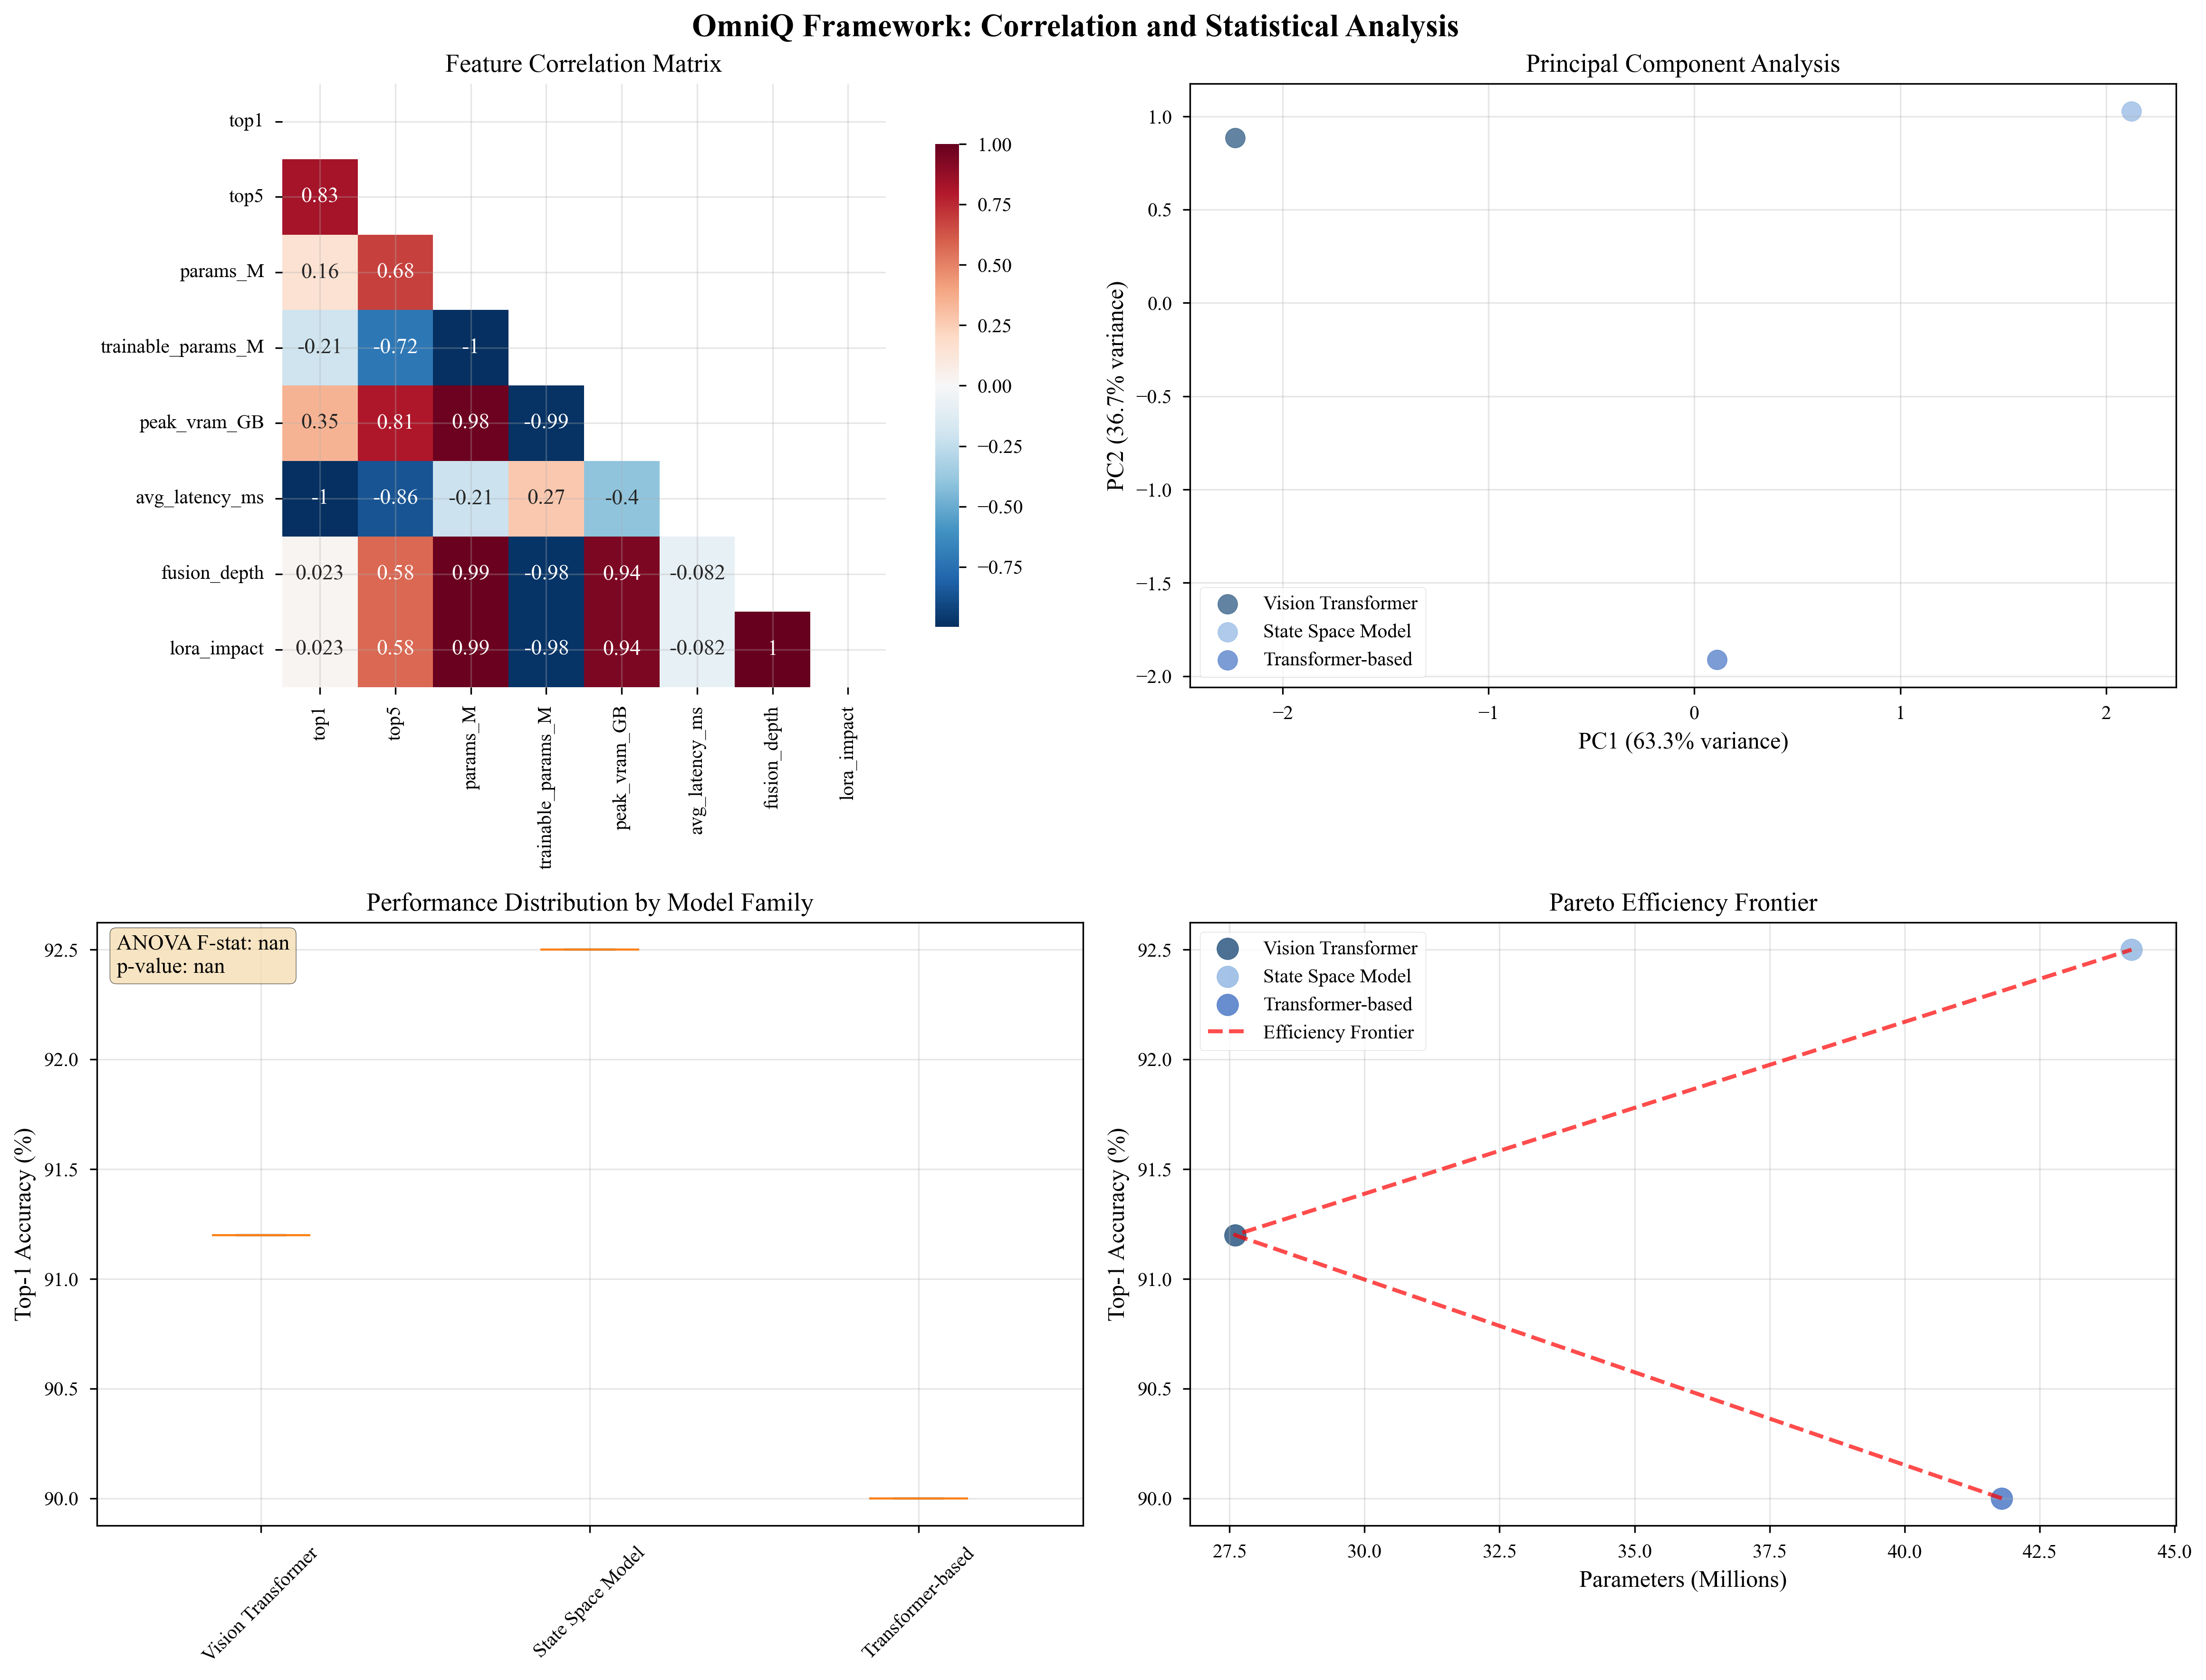 OmniQ Framework: Correlation and Statistical Analysis
Feature Correlation Matrix
top1
top5
params_M
trainable_params_M
peak_vram_GB
avg_latency_ms
fusion_depth
lora_impact
0.83
0.16 0.68
-0.21 -0.72 -1
0.35 0.81 0.98 -0.99
-1 -0.86 -0.21 0.27 -0.4
0.023 0.58 0.99 -0.98 0.94 -0.082
0.023 0.58 0.99 -0.98 0.94 -0.082 1
top1
top5
params_M
trainable_params_M
peak_vram_GB
avg_latency_ms
fusion_depth
lora_impact
1.00
0.75
0.50
0.25
0.00
−0.25
−0.50
−0.75
Principal Component Analysis
PC2 (36.7% variance)
1.0
0.5
0.0
−0.5
−1.0
−1.5
−2.0
Vision Transformer
State Space Model
Transformer-based
−2 −1 0 1 2
PC1 (63.3% variance)
Performance Distribution by Model Family
ANOVA F-stat: nan
p-value: nan
Top-1 Accuracy (%)
92.5
92.0
91.5
91.0
90.5
90.0
Vision Transformer
State Space Model
Transformer-based
Pareto Efficiency Frontier
Vision Transformer
State Space Model
Transformer-based
Efficiency Frontier
Top-1 Accuracy (%)
92.5
92.0
91.5
91.0
90.5
90.0
27.5 30.0 32.5 35.0 37.5 40.0 42.5 45.0
Parameters (Millions)